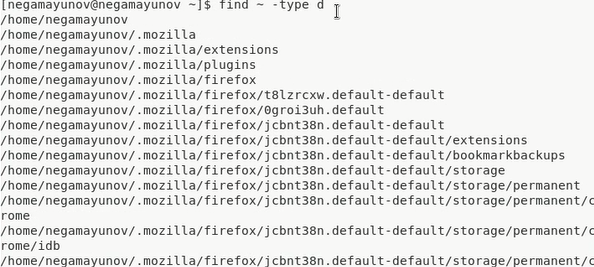 [negamayunov@negamayunov ~]$ find ~ -type d
/home/negamayunov
/home/negamayunov/.mozilla
/home/negamayunov/.mozilla/extensions
/home/negamayunov/.mozilla/plugins
/home/negamayunov/.mozilla/firefox
/home/negamayunov/.mozilla/firefox/t8lzrcxw.default-default
/home/negamayunov/.mozilla/firefox/0groi3uh.default
/home/negamayunov/.mozilla/firefox/jcbnt38n.default-default
/home/negamayunov/.mozilla/firefox/jcbnt38n.default-default/extensions
/home/negamayunov/.mozilla/firefox/jcbnt38n.default-default/bookmarkbackups
/home/negamayunov/.mozilla/firefox/jcbnt38n.default-default/storage
/home/negamayunov/.mozilla/firefox/jcbnt38n.default-default/storage/permanent
/home/negamayunov/.mozilla/firefox/jcbnt38n.default-default/storage/permanent/c
rome
/home/negamayunov/.mozilla/firefox/jcbnt38n.default-default/storage/permanent/c
rome/idb
/home/negamayunov/.mozilla/firefox/jcbnt38n.default-default/storage/permanent/c